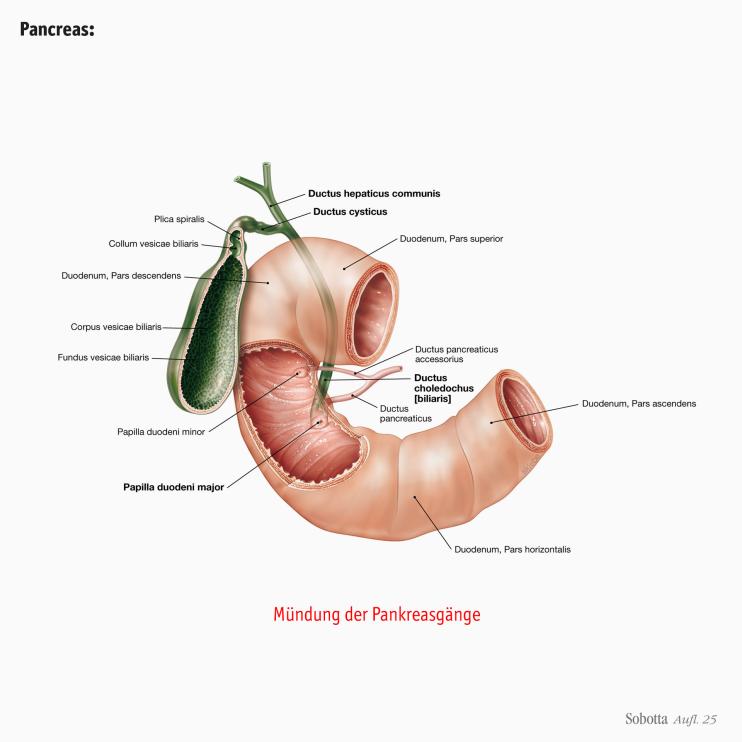 Pancreas:
Ductus hepaticus communis
Ductus cysticus
Plica spiralis
Collum vesicae biliaris
Duodenum, Pars superior
Duodenum, Pars descendens
Corpus vesicae biliaris
Fundus vesicae biliaris
Ductus pancreaticus
accessorius
Ductus
choledochus
[biliaris]
Ductus
pancreaticus
Duodenum, Pars ascendens
Papilla duodeni minor
Papilla duodeni major
Duodenum, Pars horizontalis
Mündung der Pankreasgänge
Sobotta Aufl. 25